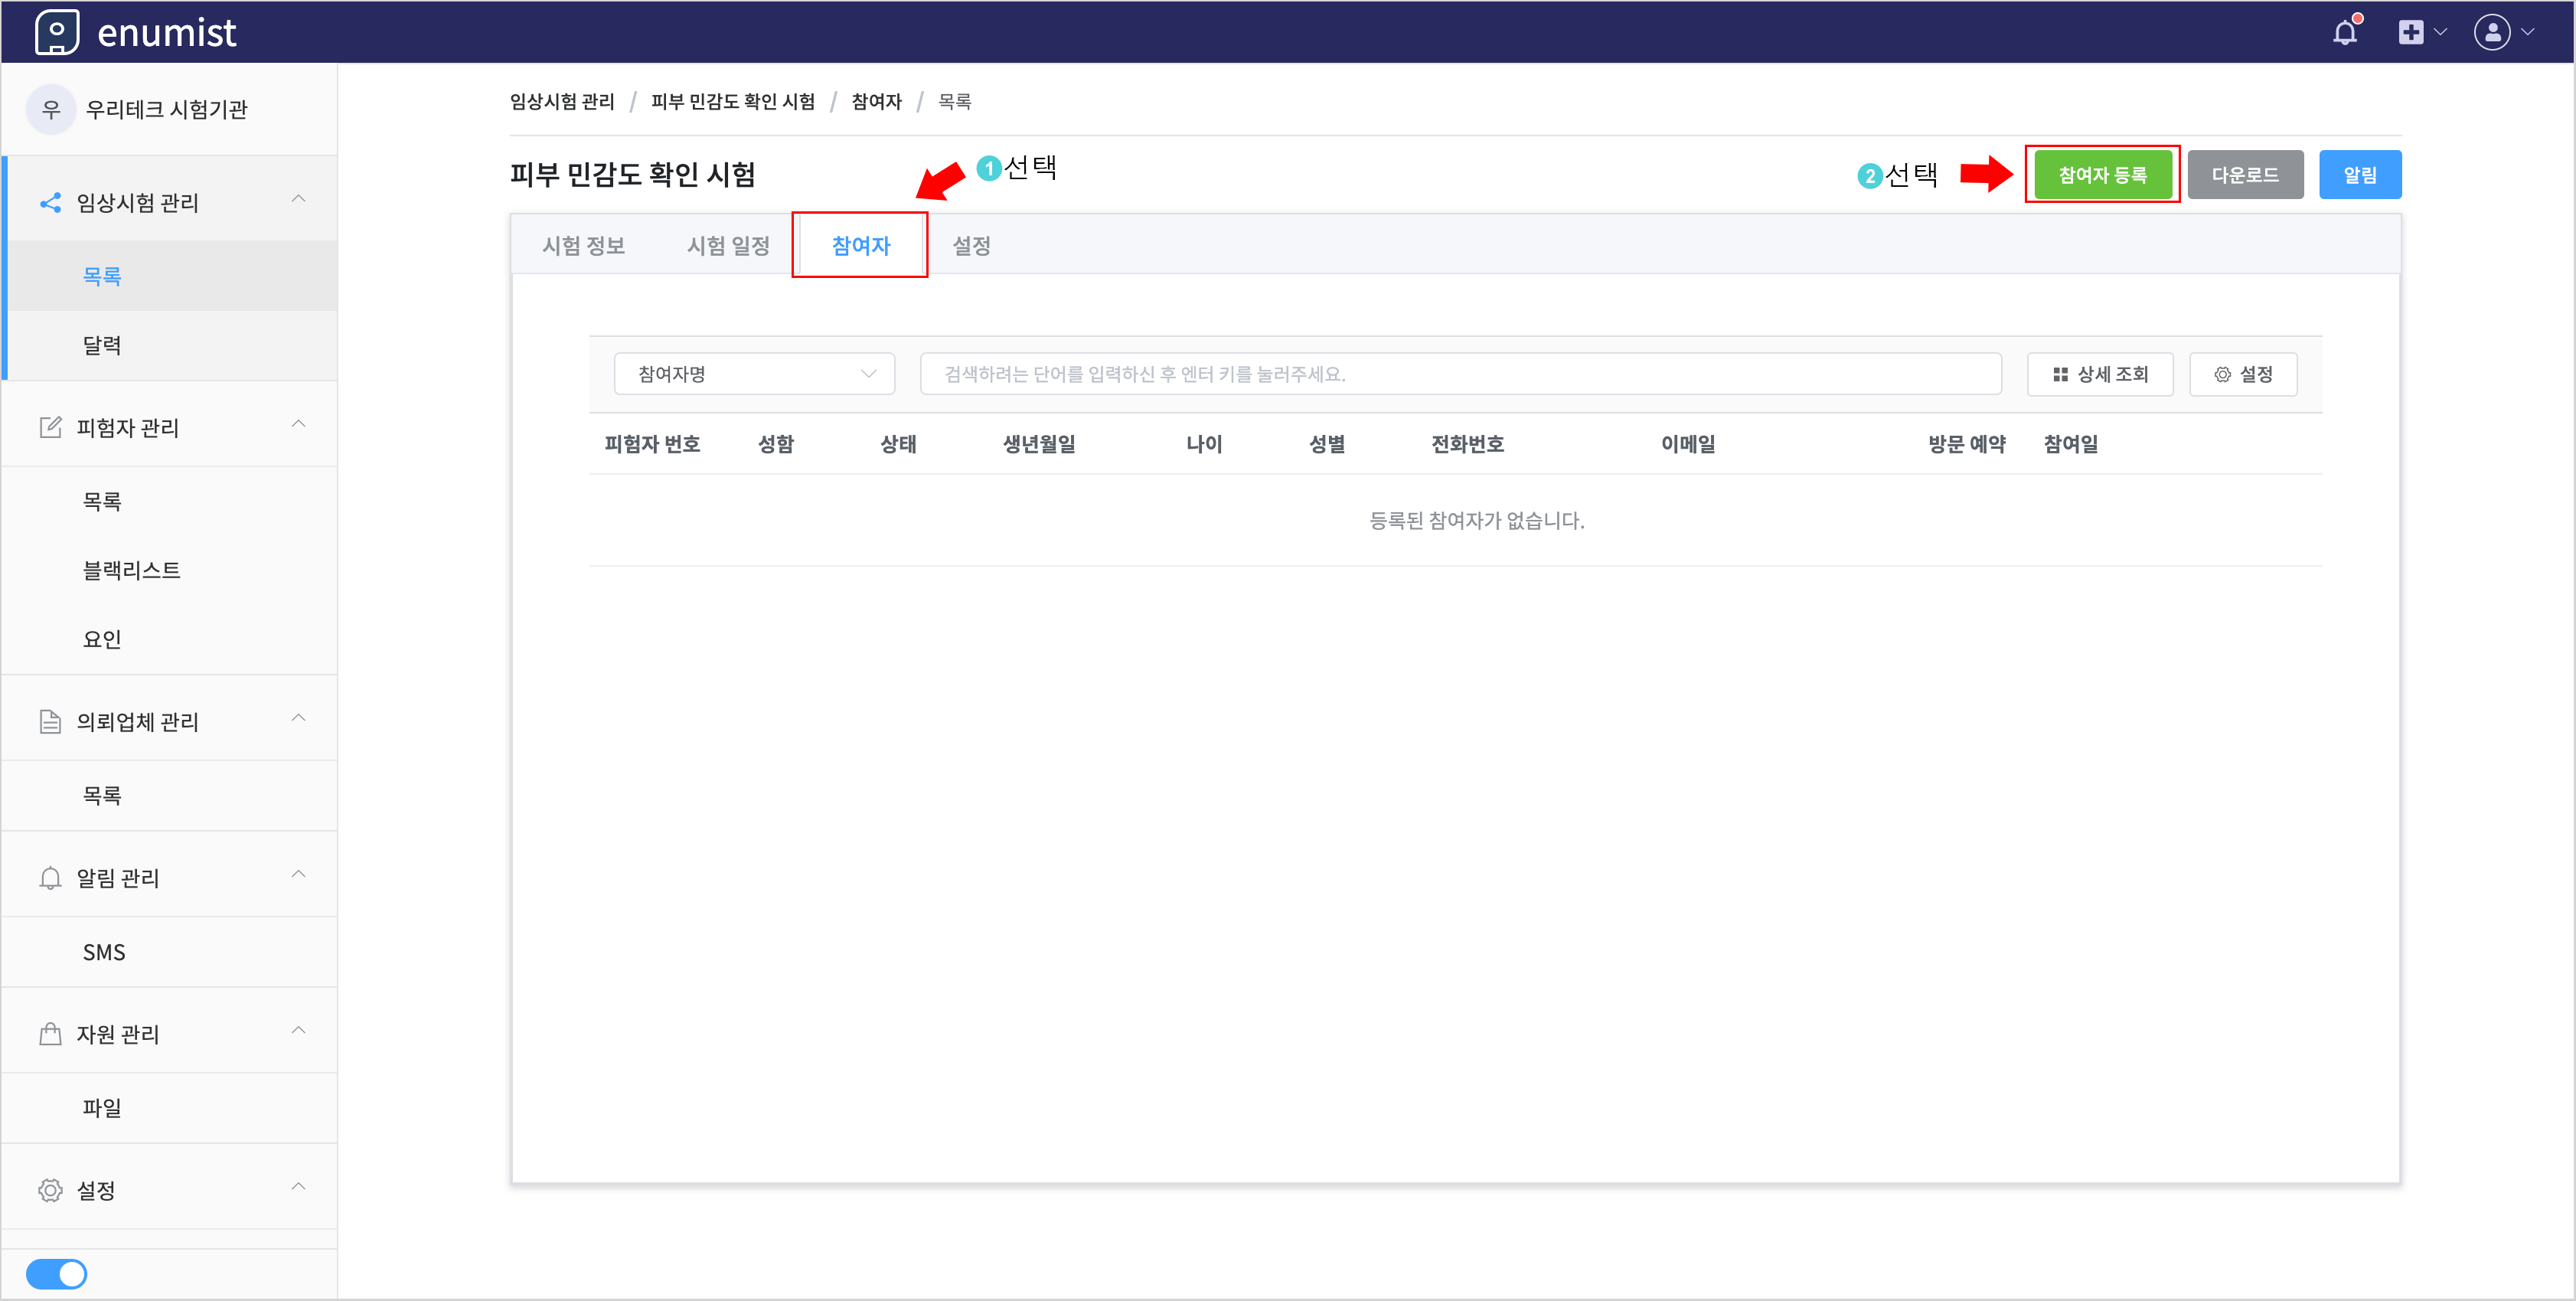 enumist
우 우리테크 시험기관
임상시험 관리
목록
달력
피험자 관리
목록
블랙리스트
요인
의뢰업체 관리
목록
알림 관리
SMS
자원 관리
파일
설정
임상시험 관리 / 피부 민감도 확인 시험 / 참여자 / 목록
피부 민감도 확인 시험
1 선택
2 선택
참여자 등록 다운로드 알림
시험 정보 시험 일정 참여자 설정
참여자명 검색하려는 단어를 입력하신 후 엔터 키를 눌러주세요. 상세 조회 설정
피험자 번호 성함 상태 생년월일 나이 성별 전화번호 이메일 방문 예약 참여일
등록된 참여자가 없습니다.